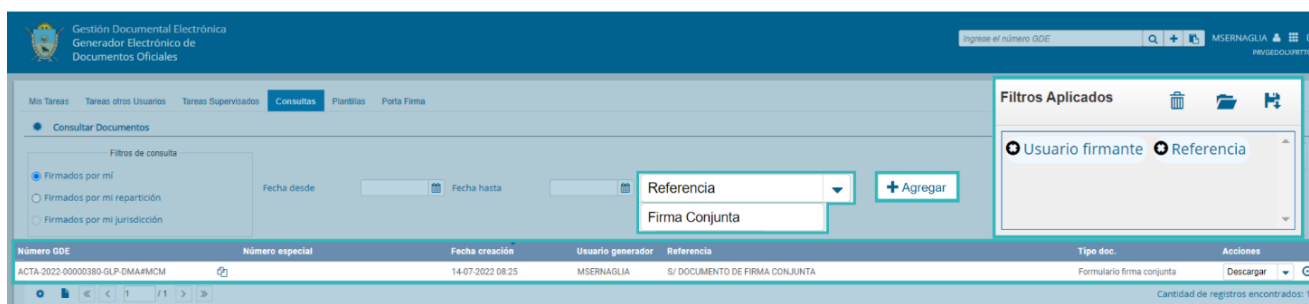 Gestión Documental Electrónica
Generador Electrónico de
Documentos Oficiales
Ingrese el número GDE
MSERNAGLIA
Mis Tareas Tareas otros Usuarios Tareas Supervisados Consultas Plantillas Porta Firma
Consultar Documentos
Filtros de consulta
Firmados por mí
Firmados por mi repartición
Firmados por mi jurisdicción
Fecha desde Fecha hasta Referencia + Agregar
Firma Conjunta
Filtros Aplicados
Usuario firmante Referencia
Número GDE Número especial Fecha creación Usuario generador Referencia Tipo doc. Acciones
ACTA-2022-00000380-GLP-DMA#MCM 14-07-2022 08:25 MSERNAGLIA S/ DOCUMENTO DE FIRMA CONJUNTA Formulario firma conjunta Descargar
1 /1
Cantidad de registros encontrados: 1